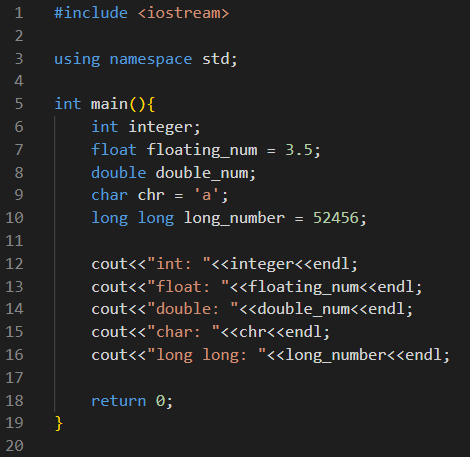 1 #include <iostream>
2
3 using namespace std;
4
5 int main(){
6     int integer;
7     float floating_num = 3.5;
8     double double_num;
9     char chr = 'a';
10     long long long_number = 52456;
11
12     cout<<"int: "<<integer<<endl;
13     cout<<"float: "<<floating_num<<endl;
14     cout<<"double: "<<double_num<<endl;
15     cout<<"char: "<<chr<<endl;
16     cout<<"long long: "<<long_number<<endl;
17
18     return 0;
19 }
20